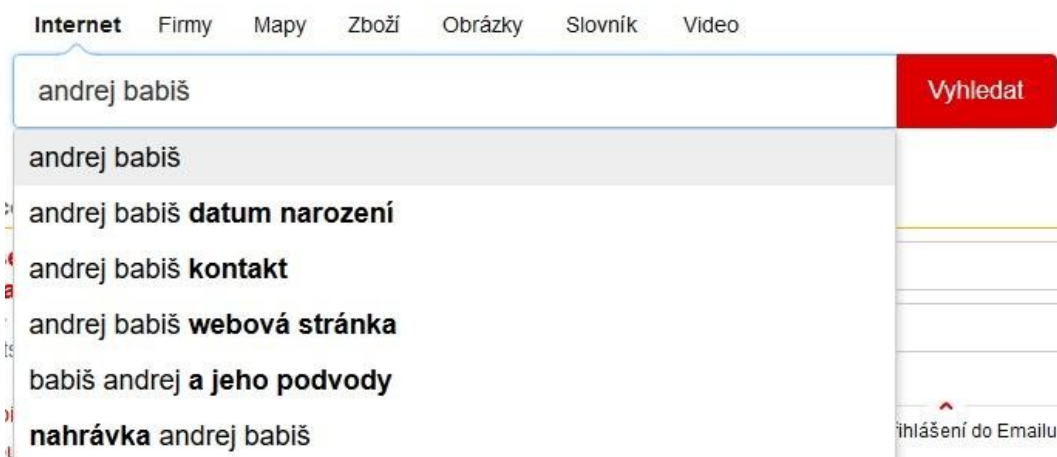 Internet Firmy Mapy Zboží Obrázky Slovník Video
andrej babiš Vyhledat
andrej babiš
andrej babiš datum narození
andrej babiš kontakt
andrej babiš webová stránka
babiš andrej a jeho podvody
nahrávka andrej babiš
do Emailu